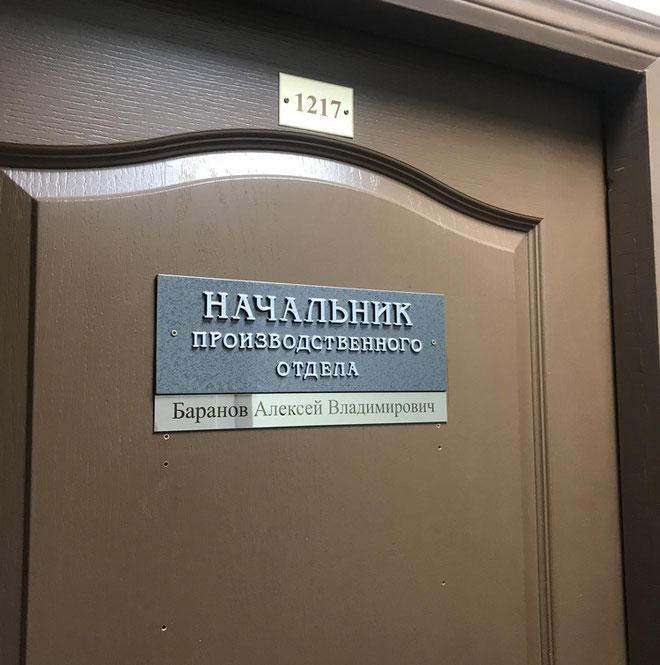 1217
НАЧАЛЬНИК
ПРОИЗВОДСТВЕННОГО
ОТДЕЛА
Баранов Алексей Владимирович